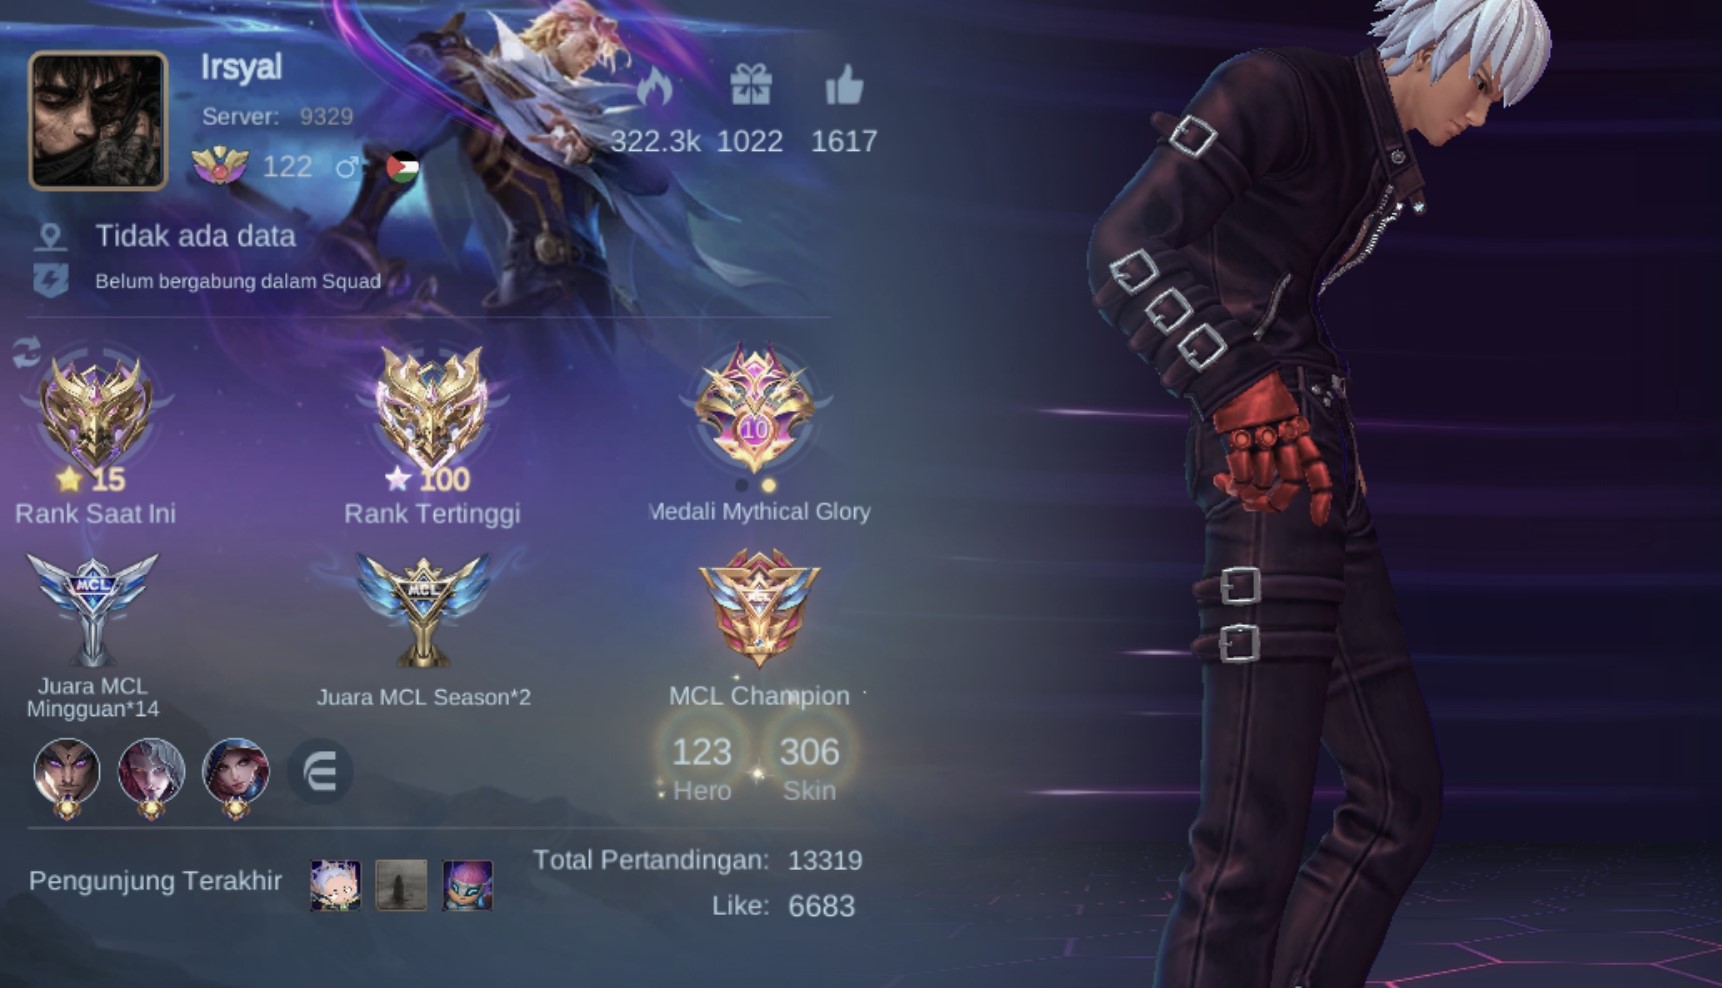 Irsyal
Server: 9329
122
322.3k 1022 1617
Tidak ada data
Belum bergabung dalam Squad
15
Rank Saat Ini
100
Rank Tertinggi
10
Medali Mythical Glory
MCL
Juara MCL
Mingguan*14
MCL
Juara MCL Season*2
MCL
MCL Champion
123
Hero
306
Skin
Pengunjung Terakhir
Total Pertandingan: 13319
Like: 6683